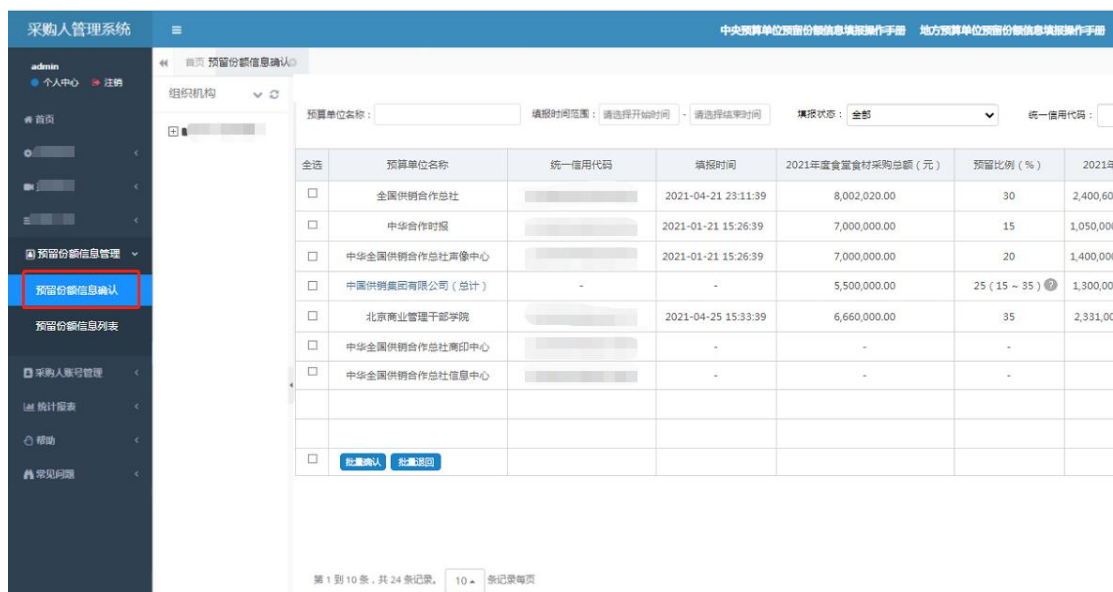 采购人管理系统
中央预算单位预留份额信息填报操作手册 地方预算单位预留份额信息填报操作手册
admin
个人中心 注销
首页
预留份额信息管理
预留份额信息确认
预留份额信息列表
采购人账号管理
统计报表
帮助
常见问题
首页 预留份额信息确认
组织机构
预算单位名称： 填报时间范围： 请选择开始时间 - 请选择结束时间 填报状态： 全部 统一信用代码：
全选 预算单位名称 统一信用代码 填报时间 2021年度食堂食材采购总额（元） 预留比例（%） 2021年
全国供销合作总社 2021-04-21 23:11:39 8,002,020.00 30 2,400,60
中华合作时报 2021-01-21 15:26:39 7,000,000.00 15 1,050,000
中华全国供销合作总社声像中心 2021-01-21 15:26:39 7,000,000.00 20 1,400,000
中国供销集团有限公司（总计） - - 5,500,000.00 25（15 ~ 35） 1,300,00
北京商业管理干部学院 2021-04-25 15:33:39 6,660,000.00 35 2,331,00
中华全国供销合作总社商印中心 - - -
中华全国供销合作总社信息中心 - - -
批量确认 批量退回
第 1 到 10 条，共 24 条记录。 10 条记录每页